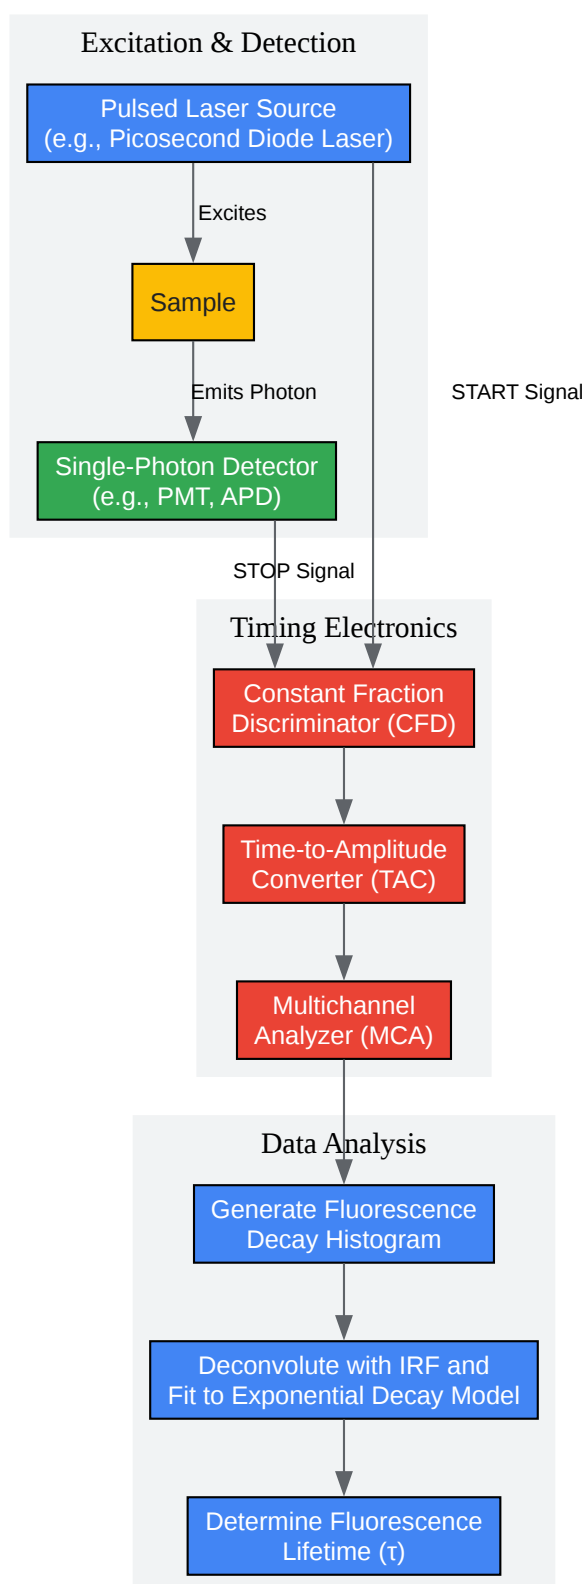 Excitation & Detection
Pulsed Laser Source
(e.g., Picosecond Diode Laser)
Excites
Sample
Emits Photon
START Signal
Single-Photon Detector
(e.g., PMT, APD)
STOP Signal
Timing Electronics
Constant Fraction
Discriminator (CFD)
Time-to-Amplitude
Converter (TAC)
Multichannel
Analyzer (MCA)
Data Analysis
Generate Fluorescence
Decay Histogram
Deconvolute with IRF and
Fit to Exponential Decay Model
Determine Fluorescence
Lifetime (τ)